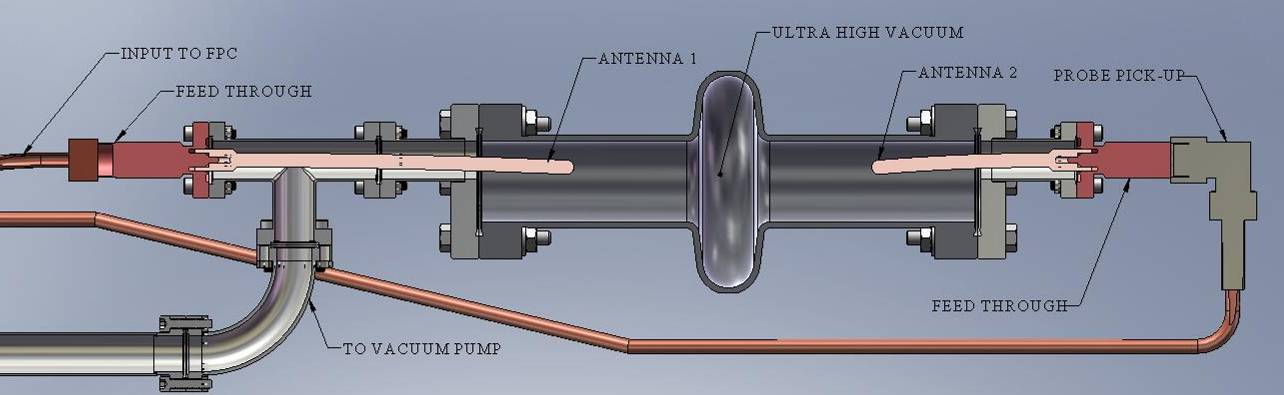 ULTRA HIGH VACUUM
INPUT TO FPC
ANTENNA 1
ANTENNA 2
PROBE PICK-UP
FEED THROUGH
FEED THROUGH
TO VACUUM PUMP